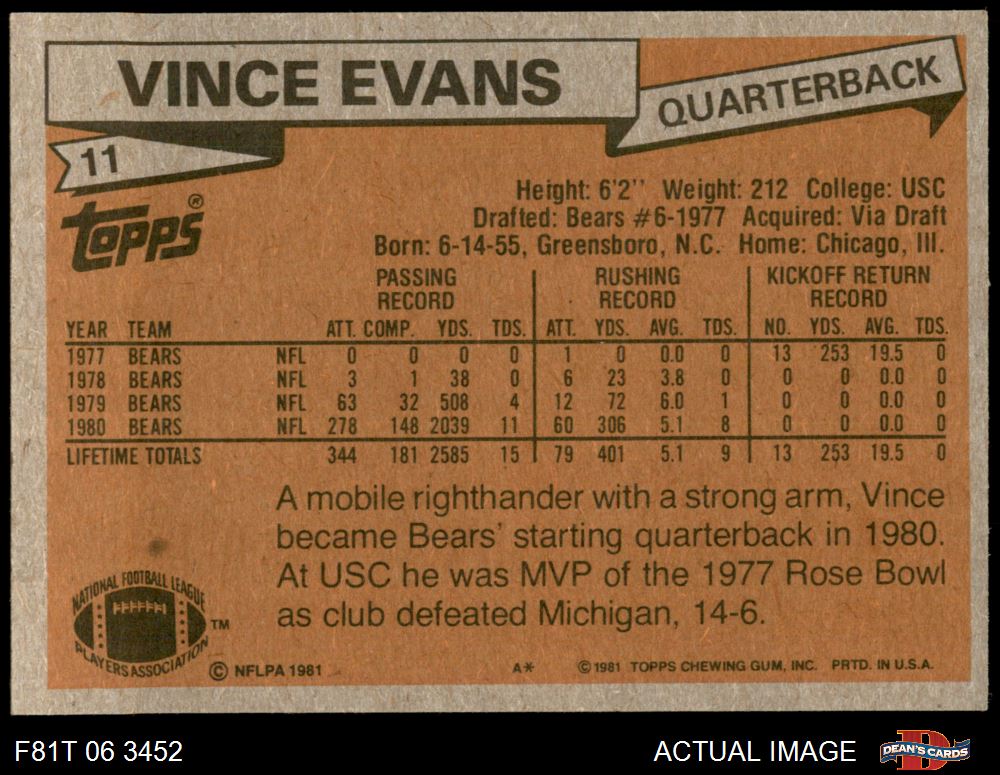 VINCE EVANS
QUARTERBACK
11
TOPPS®
Height: 6'2'' Weight: 212 College: USC
Drafted: Bears #6-1977 Acquired: Via Draft
Born: 6-14-55, Greensboro, N.C. Home: Chicago, Ill.
PASSING RECORD RUSHING RECORD KICKOFF RETURN RECORD
YEAR TEAM ATT. COMP. YDS. TDS. ATT. YDS. AVG. TDS. NO. YDS. AVG. TDS.
1977 BEARS NFL 0 0 0 0 1 0 0.0 0 13 253 19.5 0
1978 BEARS NFL 3 1 38 0 6 23 3.8 0 0 0 0.0 0
1979 BEARS NFL 63 32 508 4 12 72 6.0 1 0 0 0.0 0
1980 BEARS NFL 278 148 2039 11 60 306 5.1 8 0 0 0.0 0
LIFETIME TOTALS 344 181 2585 15 79 401 5.1 9 13 253 19.5 0
A mobile righthander with a strong arm, Vince
became Bears' starting quarterback in 1980.
At USC he was MVP of the 1977 Rose Bowl
as club defeated Michigan, 14-6.
NATIONAL FOOTBALL LEAGUE
PLAYERS ASSOCIATION
TM
© NFLPA 1981 A* © 1981 TOPPS CHEWING GUM, INC. PRTD. IN U.S.A.
F81T 06 3452 ACTUAL IMAGE DEAN'S CARDS